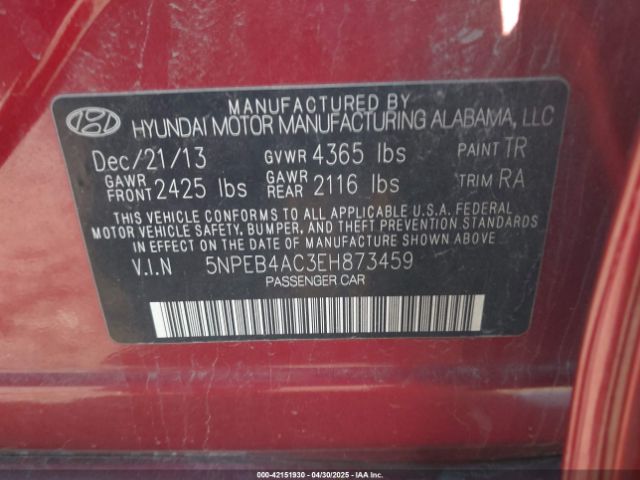 MANUFACTURED BY
HYUNDAI MOTOR MANUFACTURING ALABAMA, LLC
Dec/21/13 GVWR 4365 lbs PAINT TR
GAWR FRONT 2425 lbs GAWR REAR 2116 lbs TRIM RA
THIS VEHICLE CONFORMS TO ALL APPLICABLE U.S.A. FEDERAL
MOTOR VEHICLE SAFETY, BUMPER, AND THEFT PREVENTION STANDARDS
IN EFFECT ON THE DATE OF MANUFACTURE SHOWN ABOVE
V.I.N 5NPEB4AC3EH873459
PASSENGER CAR
000-42151930 - 04/30/2025 - IAAI.COM